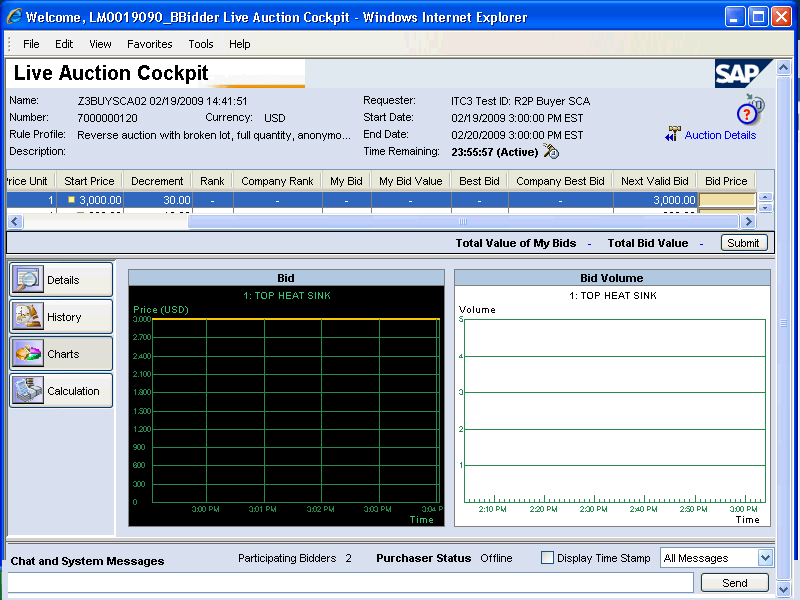 Welcome, LM0019090_BBidder Live Auction Cockpit - Windows Internet Explorer
File Edit View Favorites Tools Help
Live Auction Cockpit
SAP
Name: Z3BUYSCA02 02/19/2009 14:41:51 Requester: ITC3 Test ID: R2P Buyer SCA
Number: 7000000120 Currency: USD Start Date: 02/19/2009 3:00:00 PM EST
Rule Profile: Reverse auction with broken lot, full quantity, anonymo... End Date: 02/20/2009 3:00:00 PM EST
Auction Details
Description: Time Remaining: 23:55:57 (Active)
Price Unit Start Price Decrement Rank Company Rank My Bid My Bid Value Best Bid Company Best Bid Next Valid Bid Bid Price
1 3,000.00 30.00 - - - - - - 3,000.00
Total Value of My Bids - Total Bid Value - Submit
Details
History
Charts
Calculation
Bid
1: TOP HEAT SINK
Price (USD)
3.000
2.700
2.400
2.100
1.800
1.500
1.200
900
600
300
0
3:00 PM 3:01 PM 3:02 PM 3:03 PM 3:04 P
Time
Bid Volume
1: TOP HEAT SINK
Volume
5
4
3
2
1
2:10 PM 2:20 PM 2:30 PM 2:40 PM 2:50 PM 3:00 PM
Time
Chat and System Messages Participating Bidders 2 Purchaser Status Offline Display Time Stamp All Messages
Send